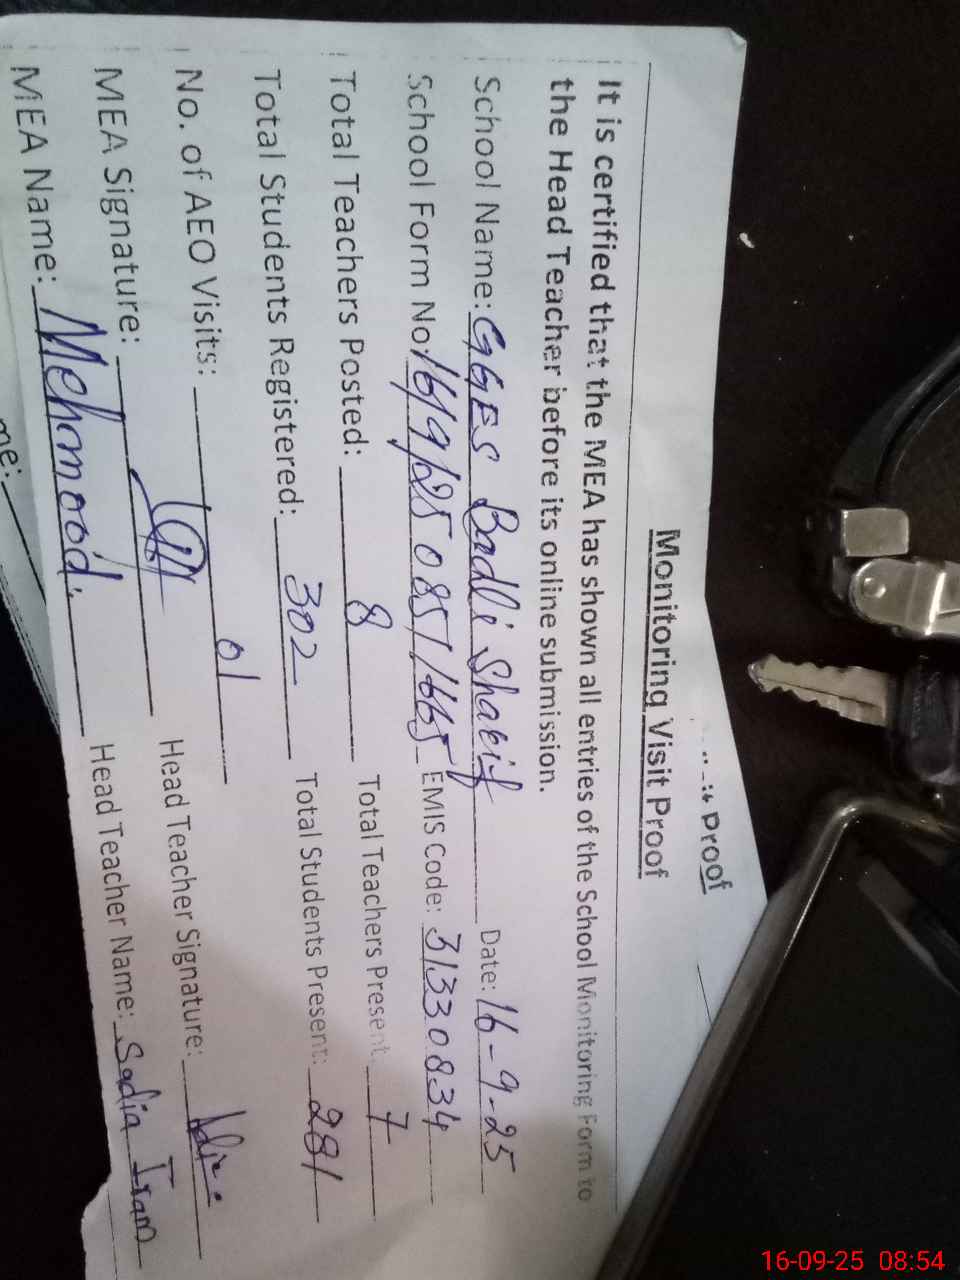 Proof
Monitoring Visit Proof
It is certified that the MEA has shown all entries of the School Monitoring Form to
the Head Teacher before its online submission.
School Name: GGES Badli Sharif Date: 16-9-25
School Form No: 16/9/25 0851665 EMIS Code: 31330834
Total Teachers Posted: 8 Total Teachers Present: 7
Total Students Registered: 302 Total Students Present: 281
No. of AEO Visits: 01
MEA Signature: Head Teacher Signature:
MEA Name: Mehmood. Head Teacher Name: Sadia Iram
me:
16-09-25 08:54